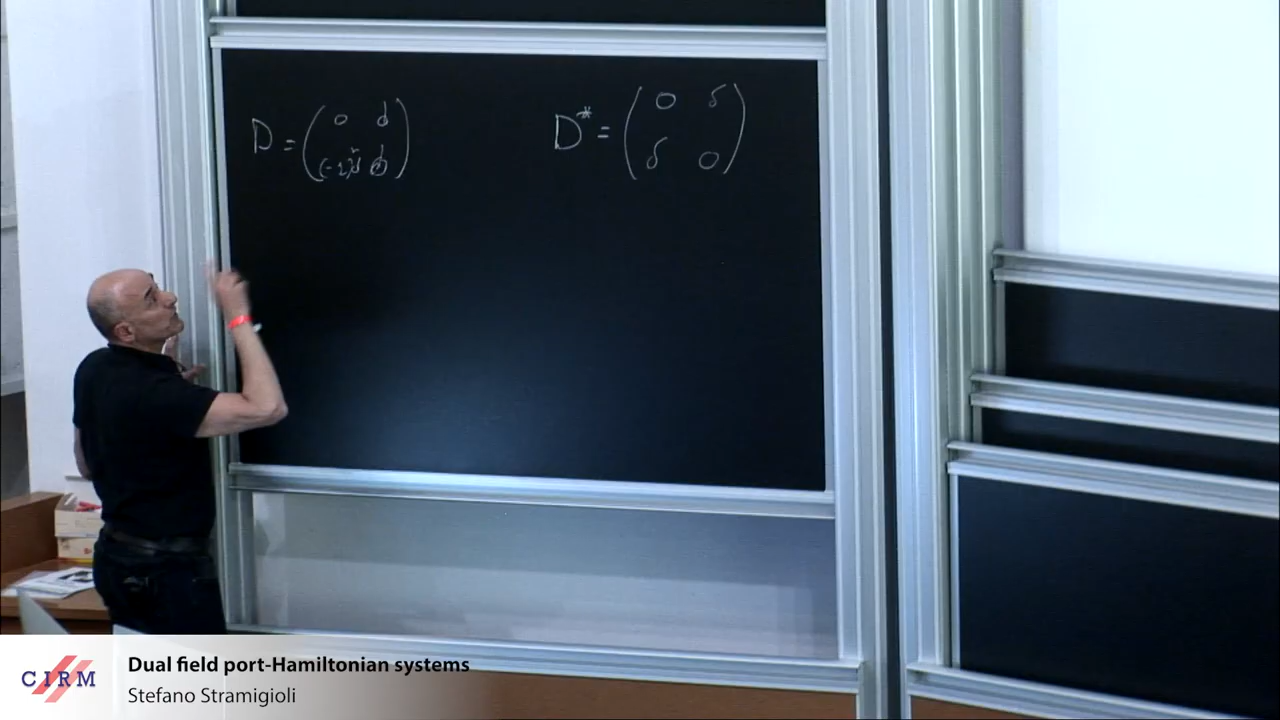 D = ( 0 d
(-1)^r d 0 )
D* = ( 0 δ
δ 0 )
CIRM
Dual field port-Hamiltonian systems
Stefano Stramigioli